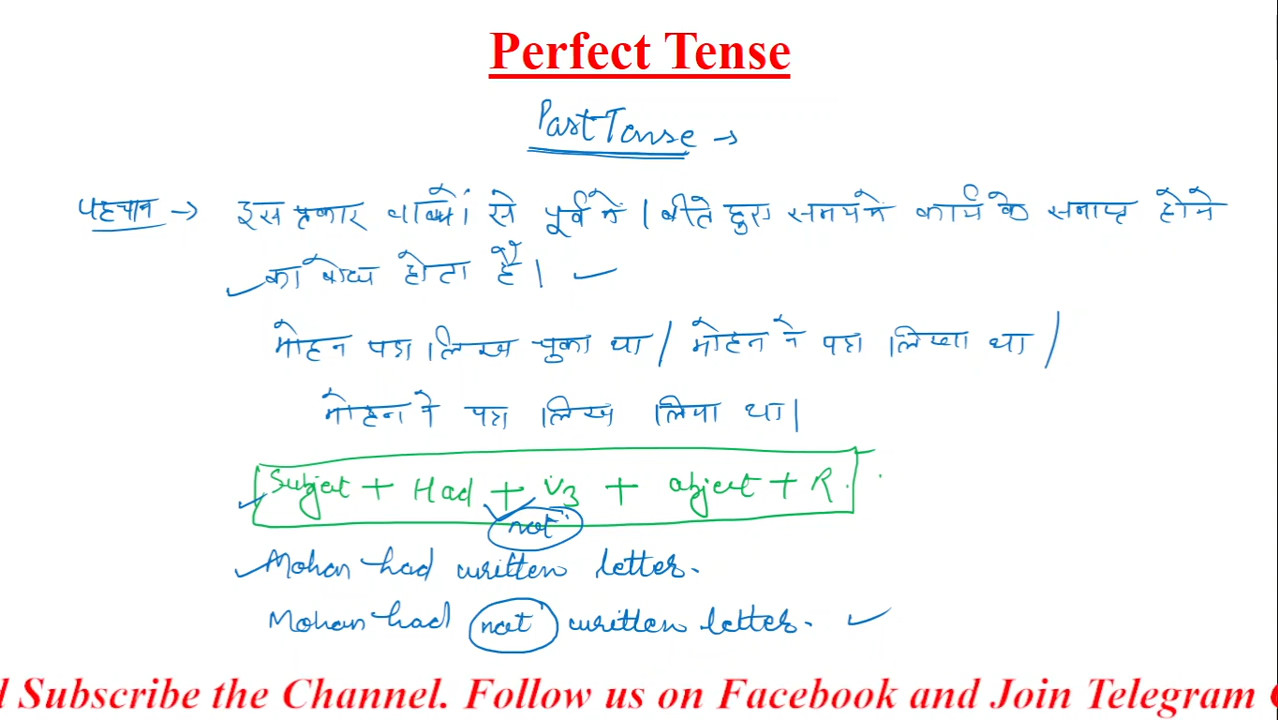 Perfect Tense
Past Tense →
पहचान → इस प्रकार वाक्यों से पूर्व में / बीते हुए समय में कार्य के समाप्त होने
का बोध होता है।
मोहन पत्र लिख चुका था / मोहन ने पत्र लिखा था /
मोहन ने पत्र लिख लिया था।
Subject + Had + V3 + object + R.
not
Mohan had written letter.
Mohan had not written letter.
d Subscribe the Channel. Follow us on Facebook and Join Telegram